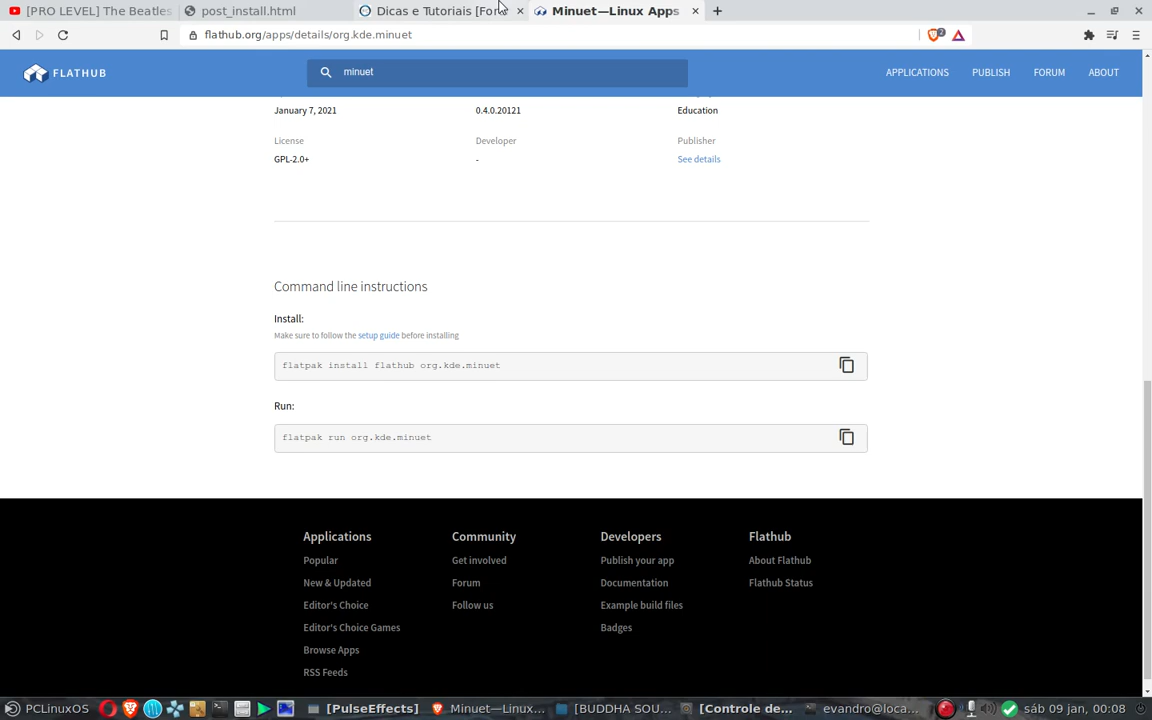 [PRO LEVEL] The Beatles
post_install.html
Dicas e Tutoriais [For
Minuet—Linux Apps
flathub.org/apps/details/org.kde.minuet
2
FLATHUB
minuet
APPLICATIONS
PUBLISH
FORUM
ABOUT
January 7, 2021
0.4.0.20121
Education
License
Developer
Publisher
GPL-2.0+
-
See details
Command line instructions
Install:
Make sure to follow the setup guide before installing
flatpak install flathub org.kde.minuet
Run:
flatpak run org.kde.minuet
Applications
Community
Developers
Flathub
Popular
Get involved
Publish your app
About Flathub
New & Updated
Forum
Documentation
Flathub Status
Editor's Choice
Follow us
Example build files
Editor's Choice Games
Badges
Browse Apps
RSS Feeds
PCLinuxOS
[PulseEffects]
Minuet—Linux...
[BUDDHA SOU...
[Controle de...
evandro@loca...
sáb 09 jan, 00:08